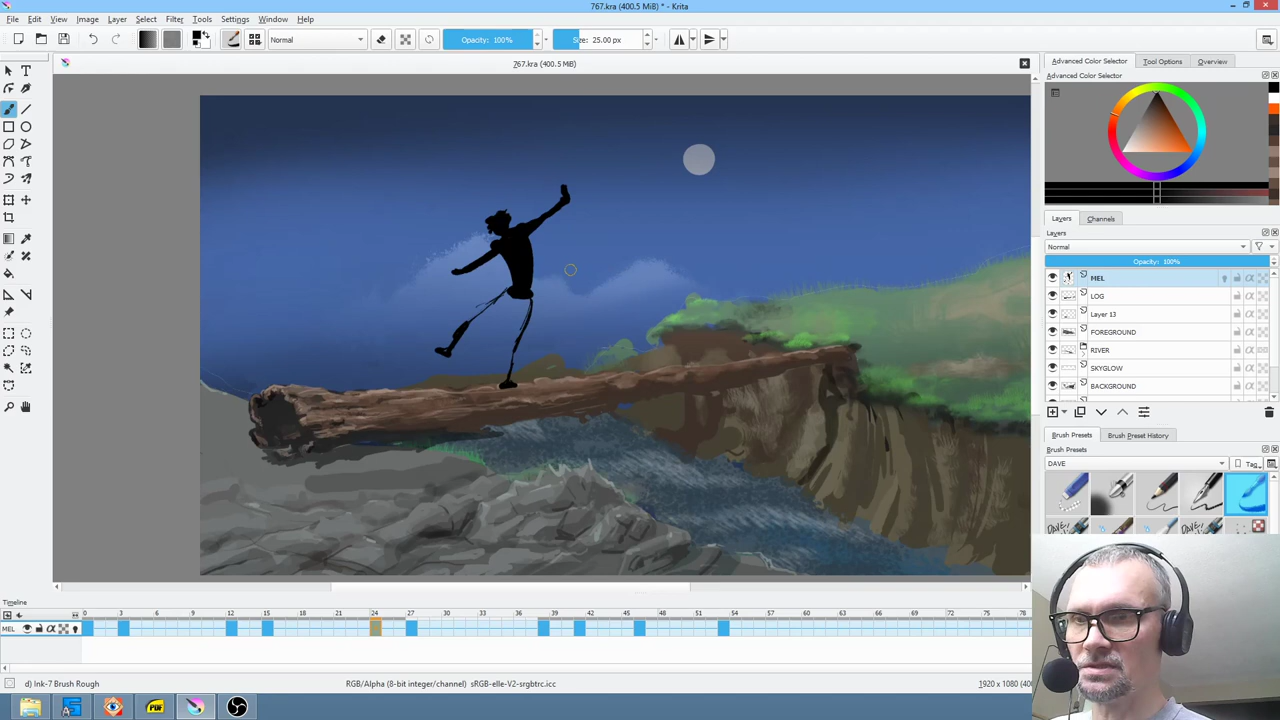 767.kra (400.5 MiB) * - Krita
File Edit View Image Layer Select Filter Tools Settings Window Help
Normal Opacity: 100% Size: 25.00 px
767.kra (400.5 MiB)
Advanced Color Selector Tool Options Overview
Advanced Color Selector
Layers Channels
Layers
Normal
Opacity: 100%
MEL
LOG
Layer 13
FOREGROUND
RIVER
SKYGLOW
BACKGROUND
Brush Presets Brush Preset History
Brush Presets
DAVE Tag
Timeline
0 3 6 9 12 15 18 21 24 27 30 33 36 39 42 45 48 51 54 57 60 63 66 69 72 75 78
MEL
d) Ink-7 Brush Rough RGB/Alpha (8-bit integer/channel) sRGB-elle-V2-srgbtrc.icc 1920 x 1080 (40
PDF